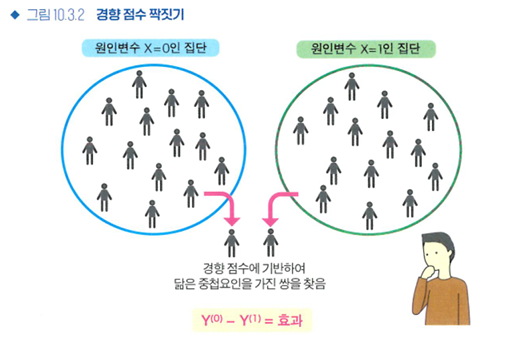 ◆ 그림 10.3.2 경향 점수 짝짓기
원인변수 X=0인 집단
원인변수 X=1인 집단
경향 점수에 기반하여
닮은 중첩요인을 가진 쌍을 찾음
Y(0) – Y(1) = 효과